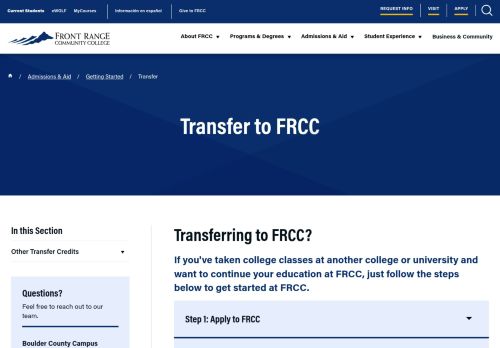 Current Students eWOLF MyCourses Información en español Give to FRCC REQUEST INFO VISIT APPLY
FRONT RANGE
COMMUNITY COLLEGE
About FRCC Programs & Degrees Admissions & Aid Student Experience Business & Community
/ Admissions & Aid / Getting Started / Transfer
Transfer to FRCC
In this Section
Other Transfer Credits
Questions?
Feel free to reach out to our
team.
Boulder County Campus
Transferring to FRCC?
If you've taken college classes at another college or university and
want to continue your education at FRCC, just follow the steps
below to get started at FRCC.
Step 1: Apply to FRCC